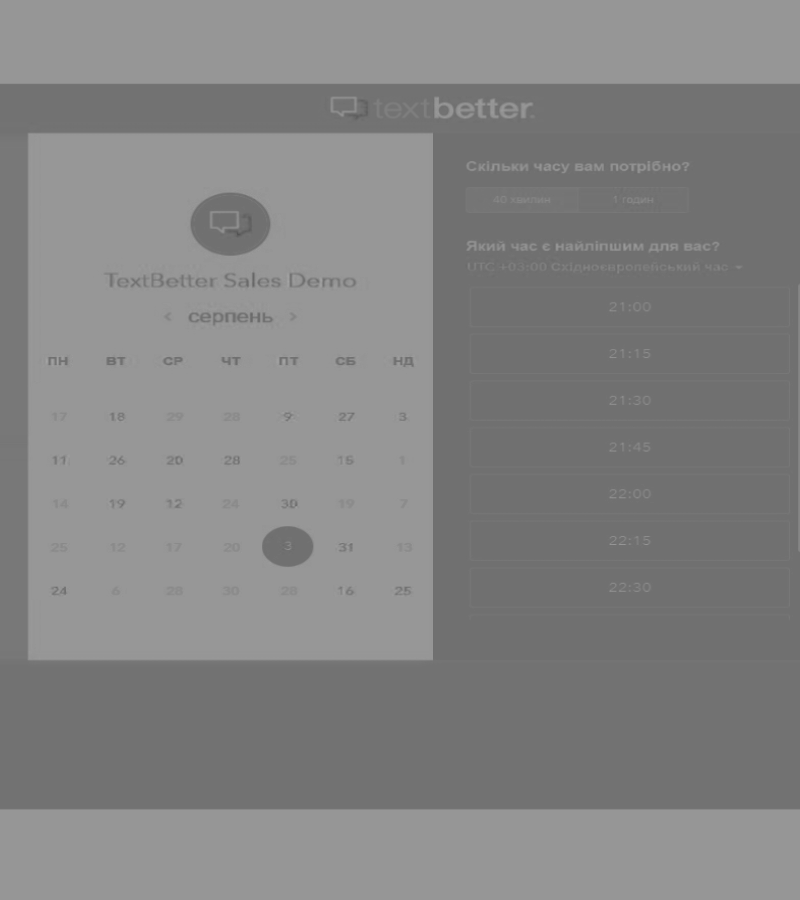 textbetter
TextBetter Sales Demo
< серпень >
ПН ВТ СР ЧТ ПТ СБ НД
17 18 29 28 9 27 3
11 26 20 28 25 15 1
14 19 12 24 30 19 7
25 12 17 20 3 31 13
24 6 28 30 28 16 25
Скільки часу вам потрібно?
40 хвилин 1 годин
Який час є найліпшим для вас?
UTC +03:00 Східноєвропейський час
21:00
21:15
21:30
21:45
22:00
22:15
22:30